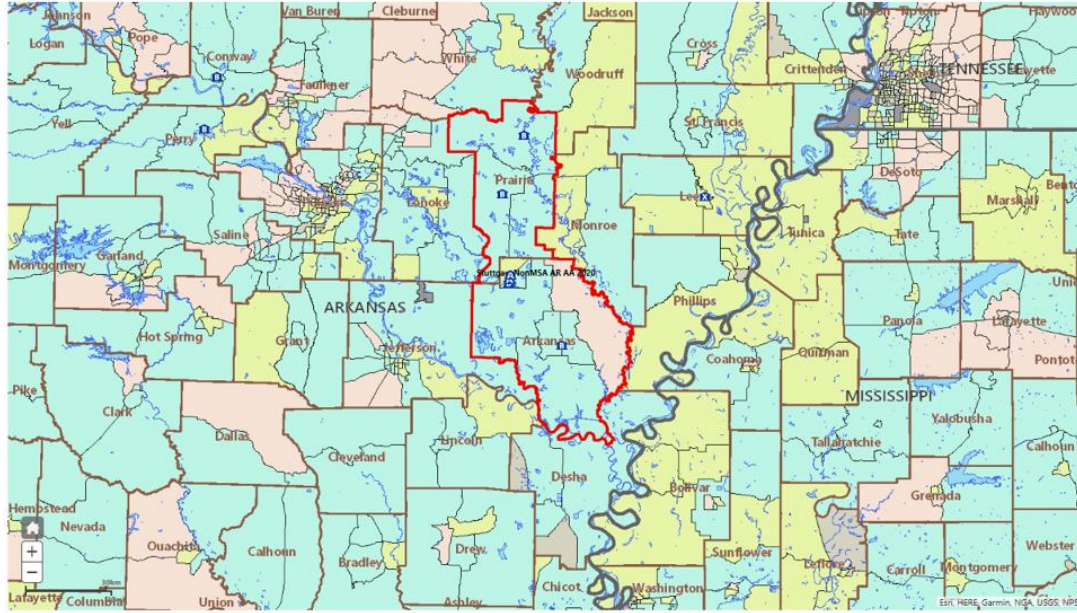 Johnson
Van Buren
Cleburne
Jackson
Haywood
Pope
Logan
Cross
White
Conway
Woodruff
Crittenden
TENNESSEE
Faulkner
Yell
Perry
St. Francis
DeSoto
Prairie
Lonoke
Lee
Marshall
Saline
Monroe
Tunica
Tate
Garland
Montgomery
Stuttgart NonMSA AR AA 2020
ARKANSAS
Phillips
Panola
Lafayette
Hot Spring
Grant
Jefferson
Arkansas
Coahoma
Quitman
Pontot
Pike
MISSISSIPPI
Clark
Yalobusha
Dallas
Lincoln
Tallahatchie
Calhoun
Cleveland
Desha
Bolivar
Hempstead
Grenada
Nevada
Ouachita
Calhoun
Bradley
Drew
Sunflower
Webster
Leflore
Carroll
Montgomery
Chicot
Washington
+
−
30km
Lafayette
Columbia
Union
Ashley
Esri, HERE, Garmin, NGA, USGS, NPS